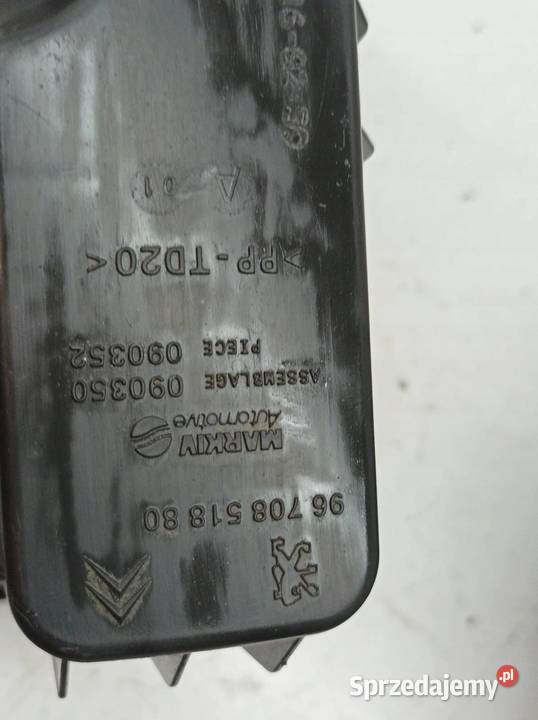 96 708 518 80
MARKIV
Automotive
ASSEMBLAGE 090350
PIECE 090352
>PP-TD20<
A 01
Sprzedajemy.pl